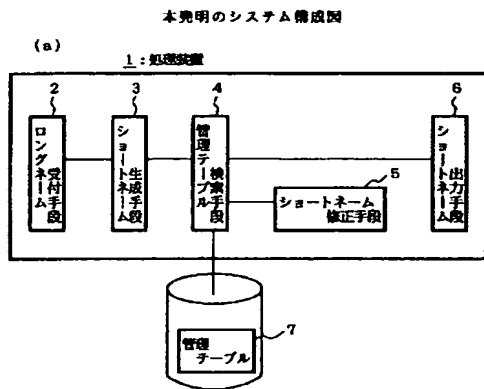 本発明のシステム構成図
(a)
1:処理装置
2
3
4
6
ロングネーム
受付手段
ショートネーム
生成手段
管理テーブル
検索手段
ショートネーム
出力手段
5
ショートネーム
修正手段
7
管理
テーブル